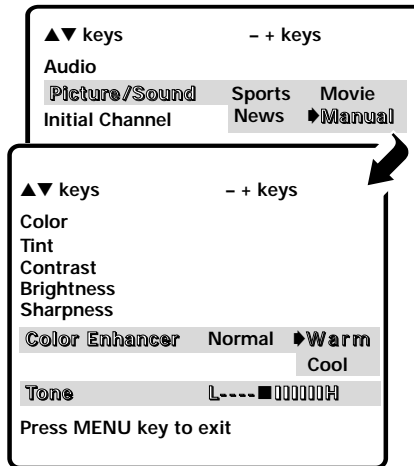 ▲▼ keys – + keys
Audio
Picture/Sound Sports Movie
Initial Channel News ➧Manual
▲▼ keys – + keys
Color
Tint
Contrast
Brightness
Sharpness
Color Enhancer Normal ➧Warm
Cool
Tone L----■IIIIIIH
Press MENU key to exit